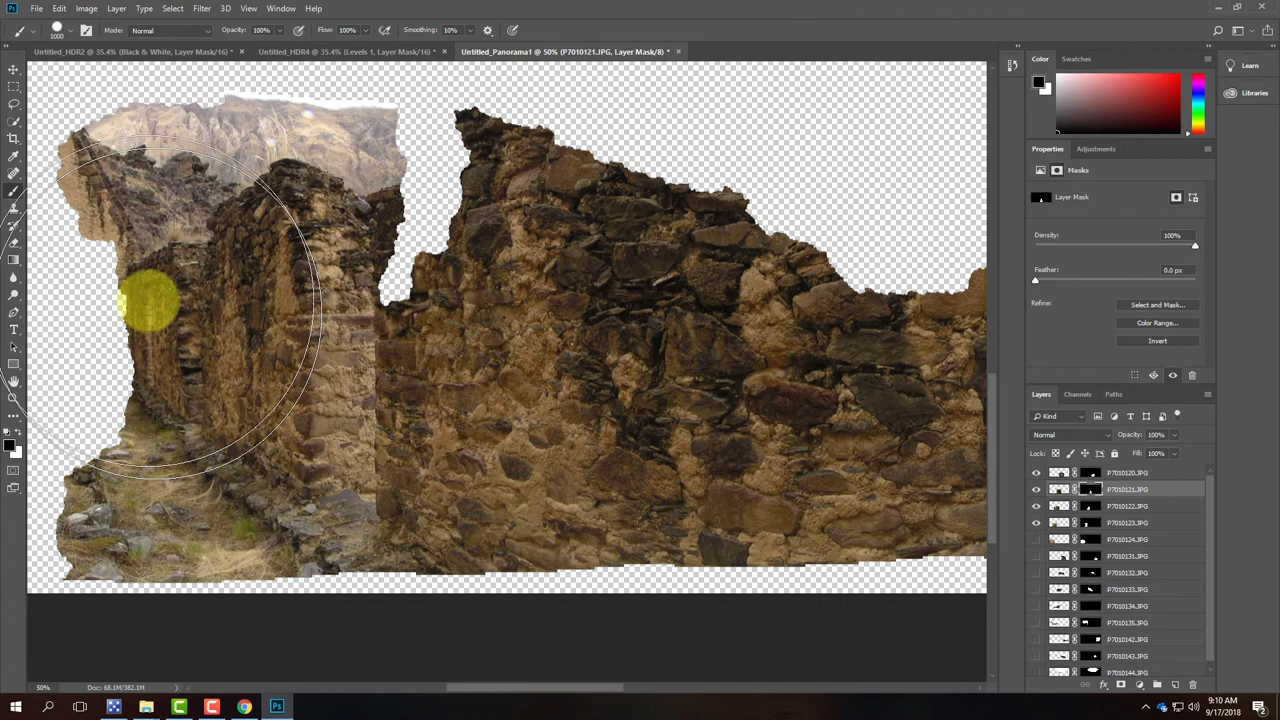 Ps File Edit Image Layer Type Select Filter 3D View Window Help
1000 Mode: Normal Opacity: 100% Flow: 100% Smoothing: 10%
Untitled_HDR2 @ 35.4% (Black & White, Layer Mask/16) * × Untitled_HDR4 @ 35.4% (Levels 1, Layer Mask/16) * × Untitled_Panorama1 @ 50% (P7010121.JPG, Layer Mask/8) * ×
Color Swatches
Learn
Libraries
Properties Adjustments
Masks
Layer Mask
Density: 100%
Feather: 0.0 px
Refine: Select and Mask...
Color Range...
Invert
Layers Channels Paths
Kind
Normal Opacity: 100%
Lock: Fill: 100%
P7010120.JPG
P7010121.JPG
P7010122.JPG
P7010123.JPG
P7010124.JPG
P7010131.JPG
P7010132.JPG
P7010133.JPG
P7010134.JPG
P7010135.JPG
P7010142.JPG
P7010143.JPG
P7010144.JPG
50% Doc: 68.1M/382.1M
fx
Ps
9:10 AM
9/17/2018
2